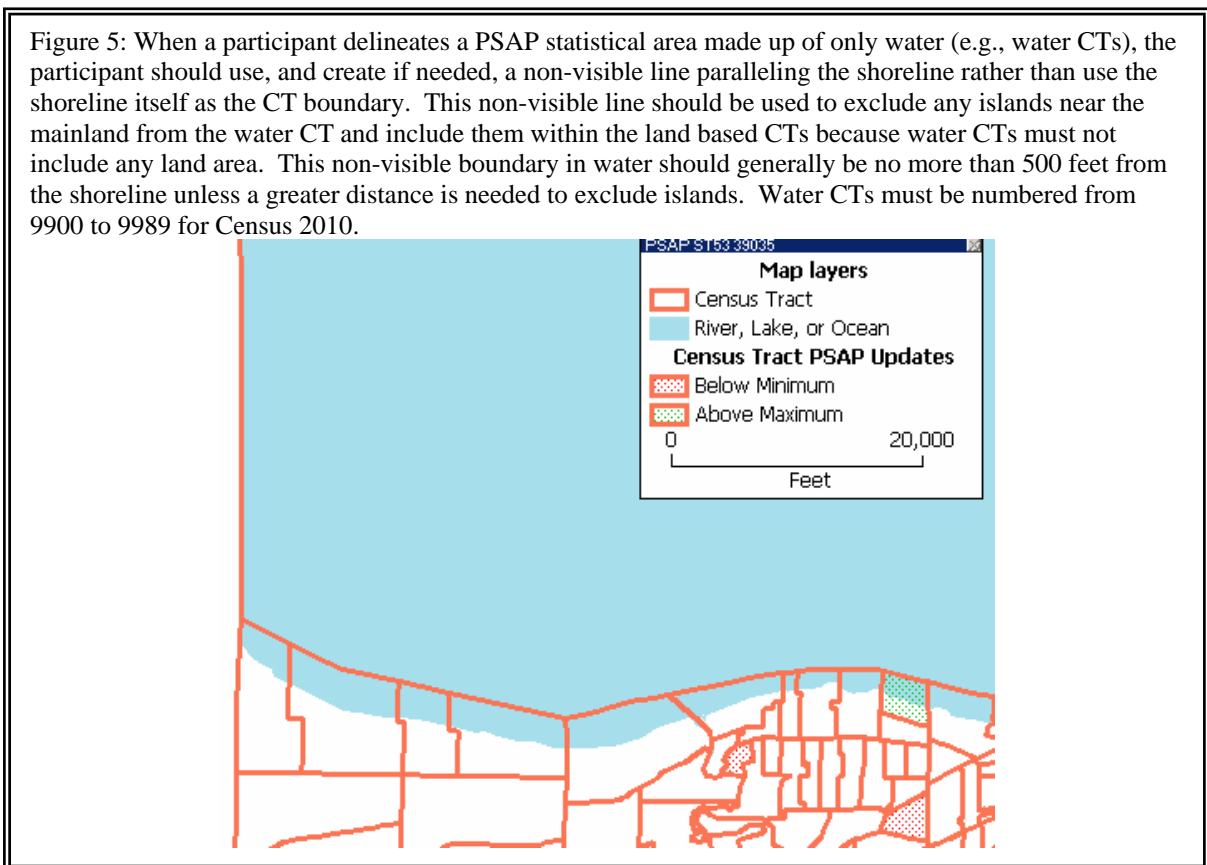 Figure 5: When a participant delineates a PSAP statistical area made up of only water (e.g., water CTs), the
participant should use, and create if needed, a non-visible line paralleling the shoreline rather than use the
shoreline itself as the CT boundary.  This non-visible line should be used to exclude any islands near the
mainland from the water CT and include them within the land based CTs because water CTs must not
include any land area.  This non-visible boundary in water should generally be no more than 500 feet from
the shoreline unless a greater distance is needed to exclude islands.  Water CTs must be numbered from
9900 to 9989 for Census 2010.
PSAP ST53 39035
Map layers
Census Tract
River, Lake, or Ocean
Census Tract PSAP Updates
Below Minimum
Above Maximum
0 20,000
Feet